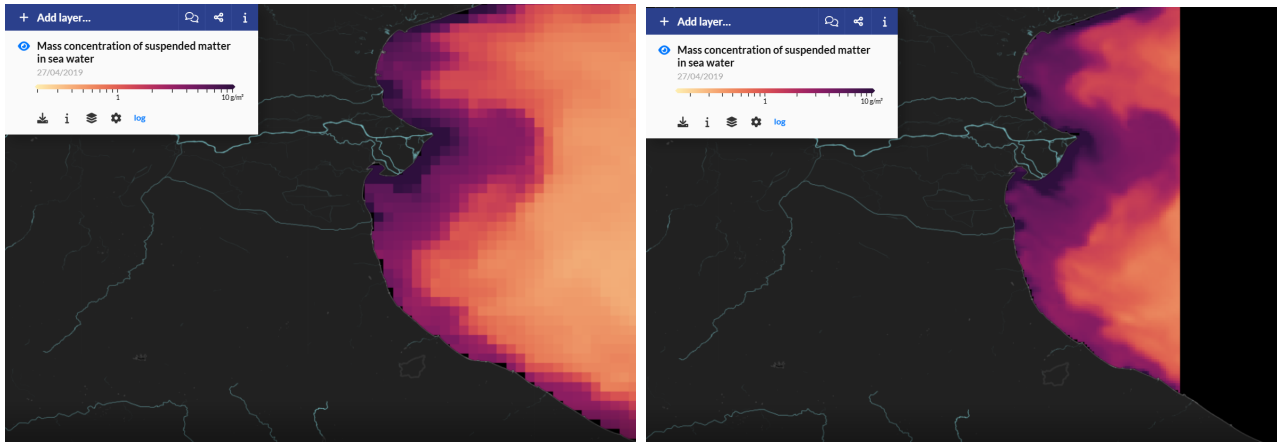 + Add layer...
i
Mass concentration of suspended matter
in sea water
27/04/2019
1
10 g/m³
i
log
+ Add layer...
i
Mass concentration of suspended matter
in sea water
27/04/2019
1
10 g/m³
i
log